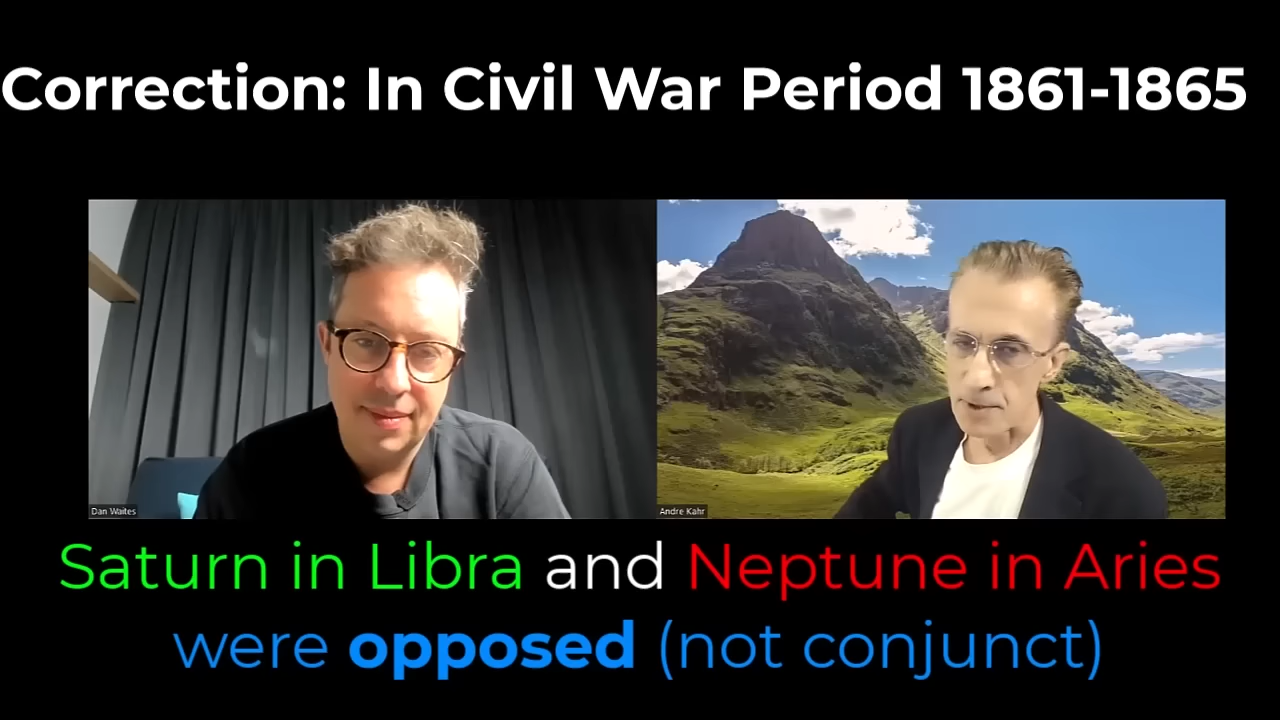 Correction: In Civil War Period 1861-1865
Dan Waites
Andre Kahr
Saturn in Libra and Neptune in Aries
were opposed (not conjunct)